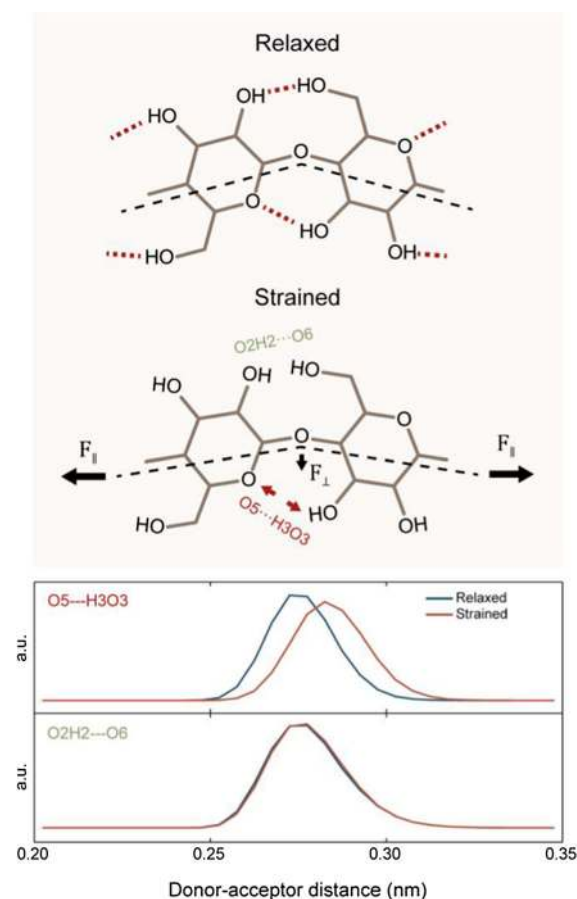 Relaxed
OH
HO
HO
O
O
O
HO
HO
OH
Strained
O2H2···O6
HO
OH
HO
O
O
F∥
F∥
F⊥
O
HO
HO
OH
O5···H3O3
O5---H3O3
Relaxed
Strained
a.u.
O2H2---O6
a.u.
0.20
0.25
0.30
0.35
Donor-acceptor distance (nm)